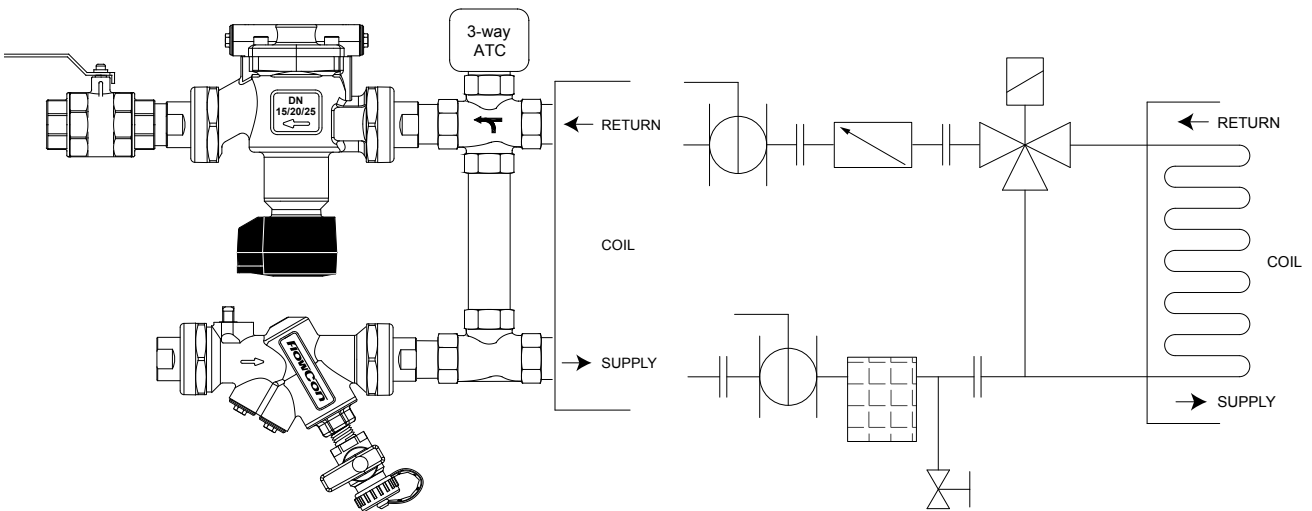 3-way
ATC
DN
15/20/25
RETURN
COIL
SUPPLY
FlowCon
RETURN
COIL
SUPPLY